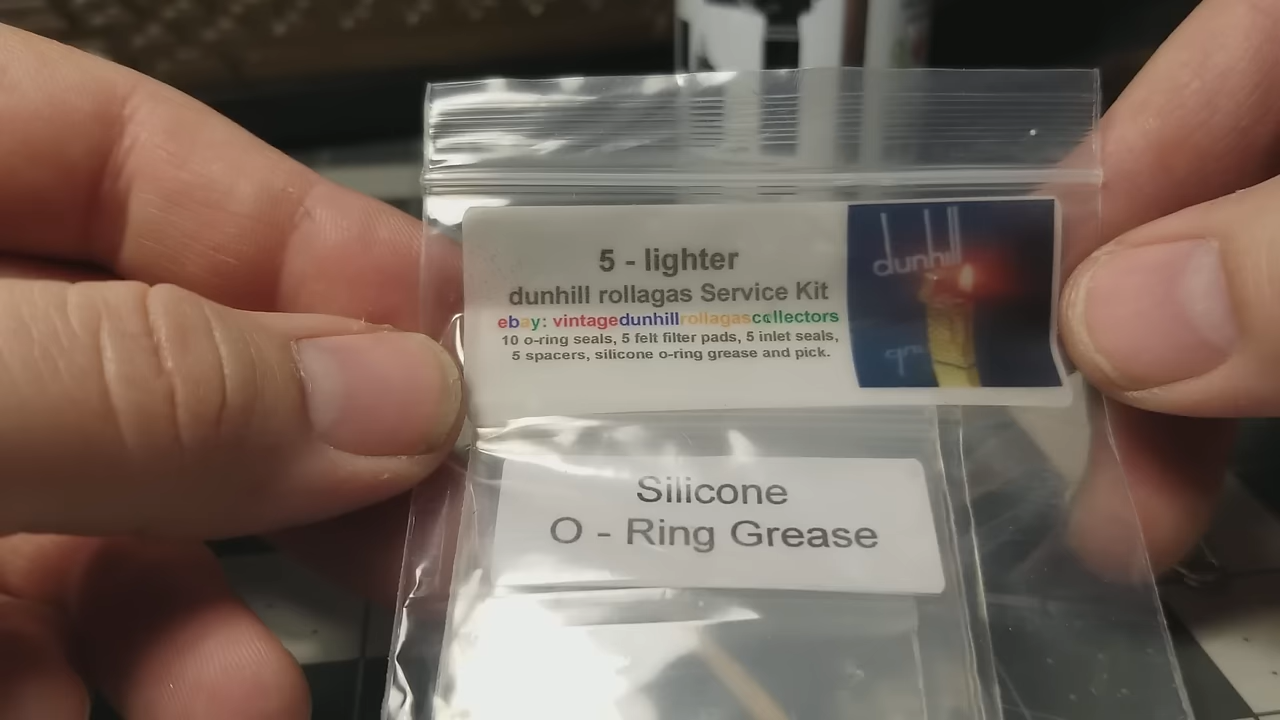 5 - lighter
dunhill rollagas Service Kit
ebay: vintagedunhillrollagascollectors
10 o-ring seals, 5 felt filter pads, 5 inlet seals,
5 spacers, silicone o-ring grease and pick.
dunhill
Silicone
O - Ring Grease